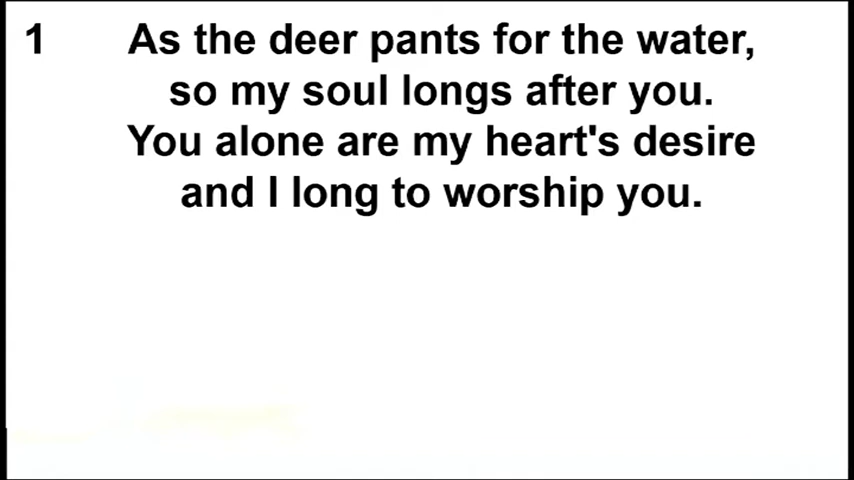 1 As the deer pants for the water,
so my soul longs after you.
You alone are my heart's desire
and I long to worship you.